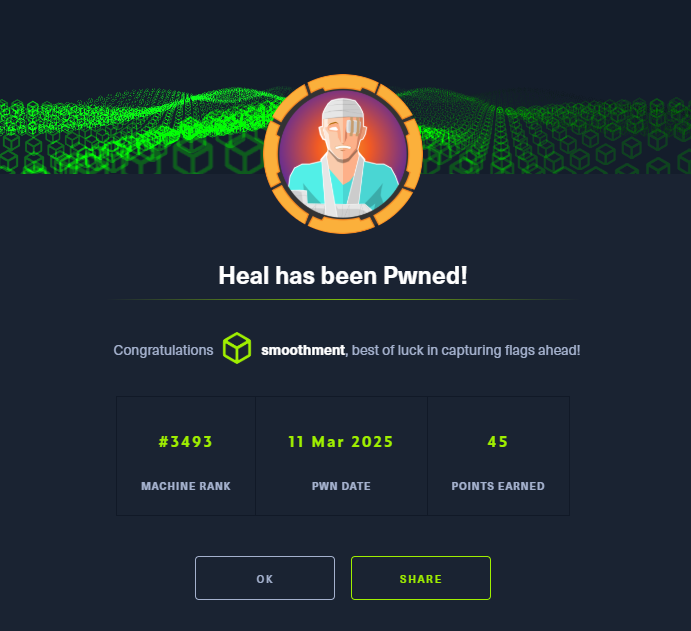 Heal has been Pwned!
Congratulations smoothment, best of luck in capturing flags ahead!
#3493 11 Mar 2025 45
MACHINE RANK PWN DATE POINTS EARNED
OK SHARE